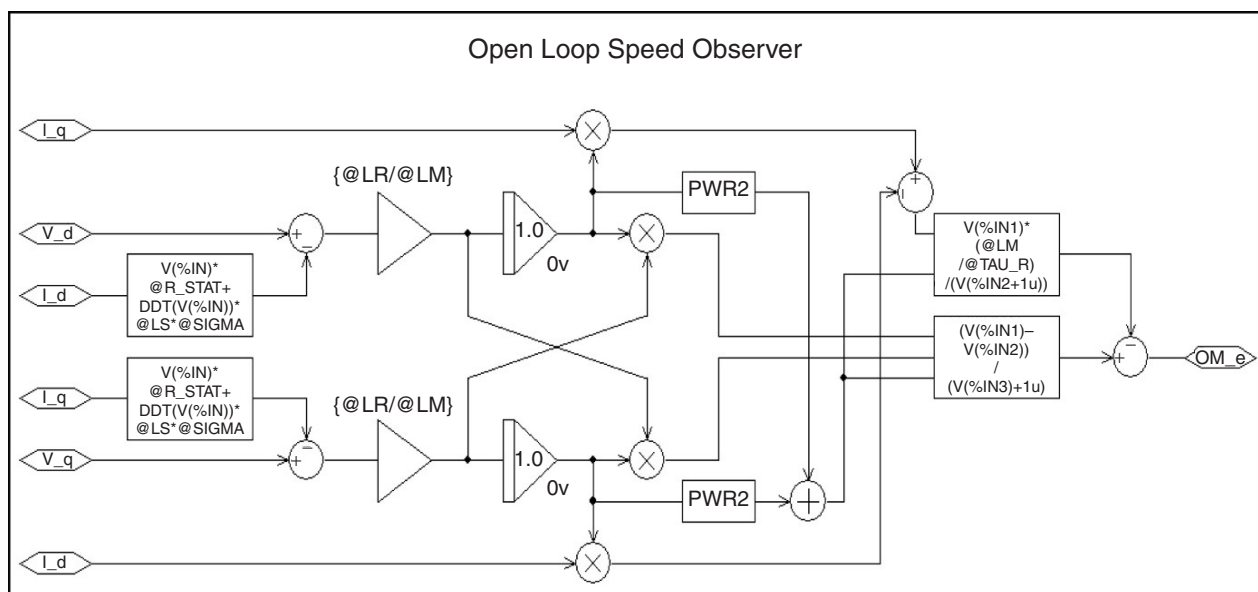 Open Loop Speed Observer
I_q
{@LR/@LM}
PWR2
V_d
1.0
0v
V(%IN1)*
(@LM
/@TAU_R)
/(V(%IN2+1u))
I_d
V(%IN)*
@R_STAT+
DDT(V(%IN))*
@LS*@SIGMA
(V(%IN1)–
V(%IN2))
/
(V(%IN3)+1u)
OM_e
I_q
V(%IN)*
@R_STAT+
DDT(V(%IN))*
@LS*@SIGMA
{@LR/@LM}
V_q
1.0
0v
PWR2
I_d